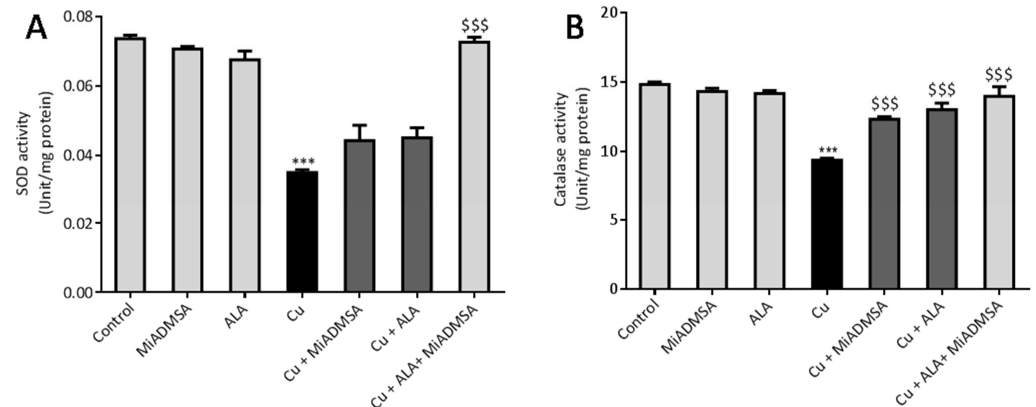 A
SOD activity
(Unit/mg protein)
0.08
0.06
0.04
0.02
0.00
***
$$$
Control
MiADMSA
ALA
Cu
Cu + MiADMSA
Cu + ALA
Cu + ALA+ MiADMSA
B
Catalase activity
(Unit/mg protein)
20
15
10
5
0
***
$$$
$$$
$$$
Control
MiADMSA
ALA
Cu
Cu + MiADMSA
Cu + ALA
Cu + ALA+ MiADMSA